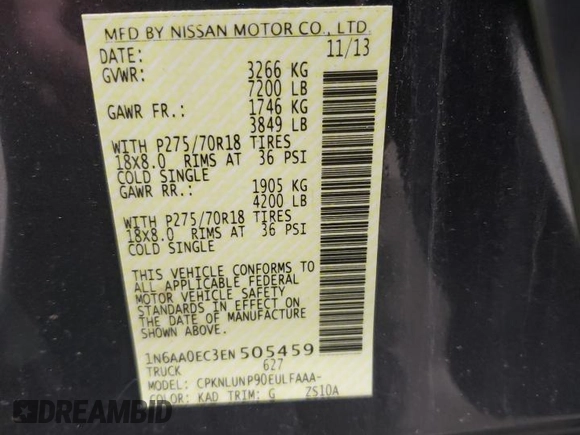 MFD BY NISSAN MOTOR CO., LTD.
DATE: 11/13
GVWR: 3266 KG
7200 LB
GAWR FR.: 1746 KG
3849 LB
WITH P275/70R18 TIRES
18X8.0 RIMS AT 36 PSI
COLD SINGLE
GAWR RR.: 1905 KG
4200 LB
WITH P275/70R18 TIRES
18X8.0 RIMS AT 36 PSI
COLD SINGLE
THIS VEHICLE CONFORMS TO
ALL APPLICABLE FEDERAL
MOTOR VEHICLE SAFETY
STANDARDS IN EFFECT ON
THE DATE OF MANUFACTURE
SHOWN ABOVE.
1N6AA0EC3EN505459
TRUCK 627
MODEL: CPKNLUNP90EULFAAA-
COLOR: KAD TRIM: G ZS10A
DREAMBID